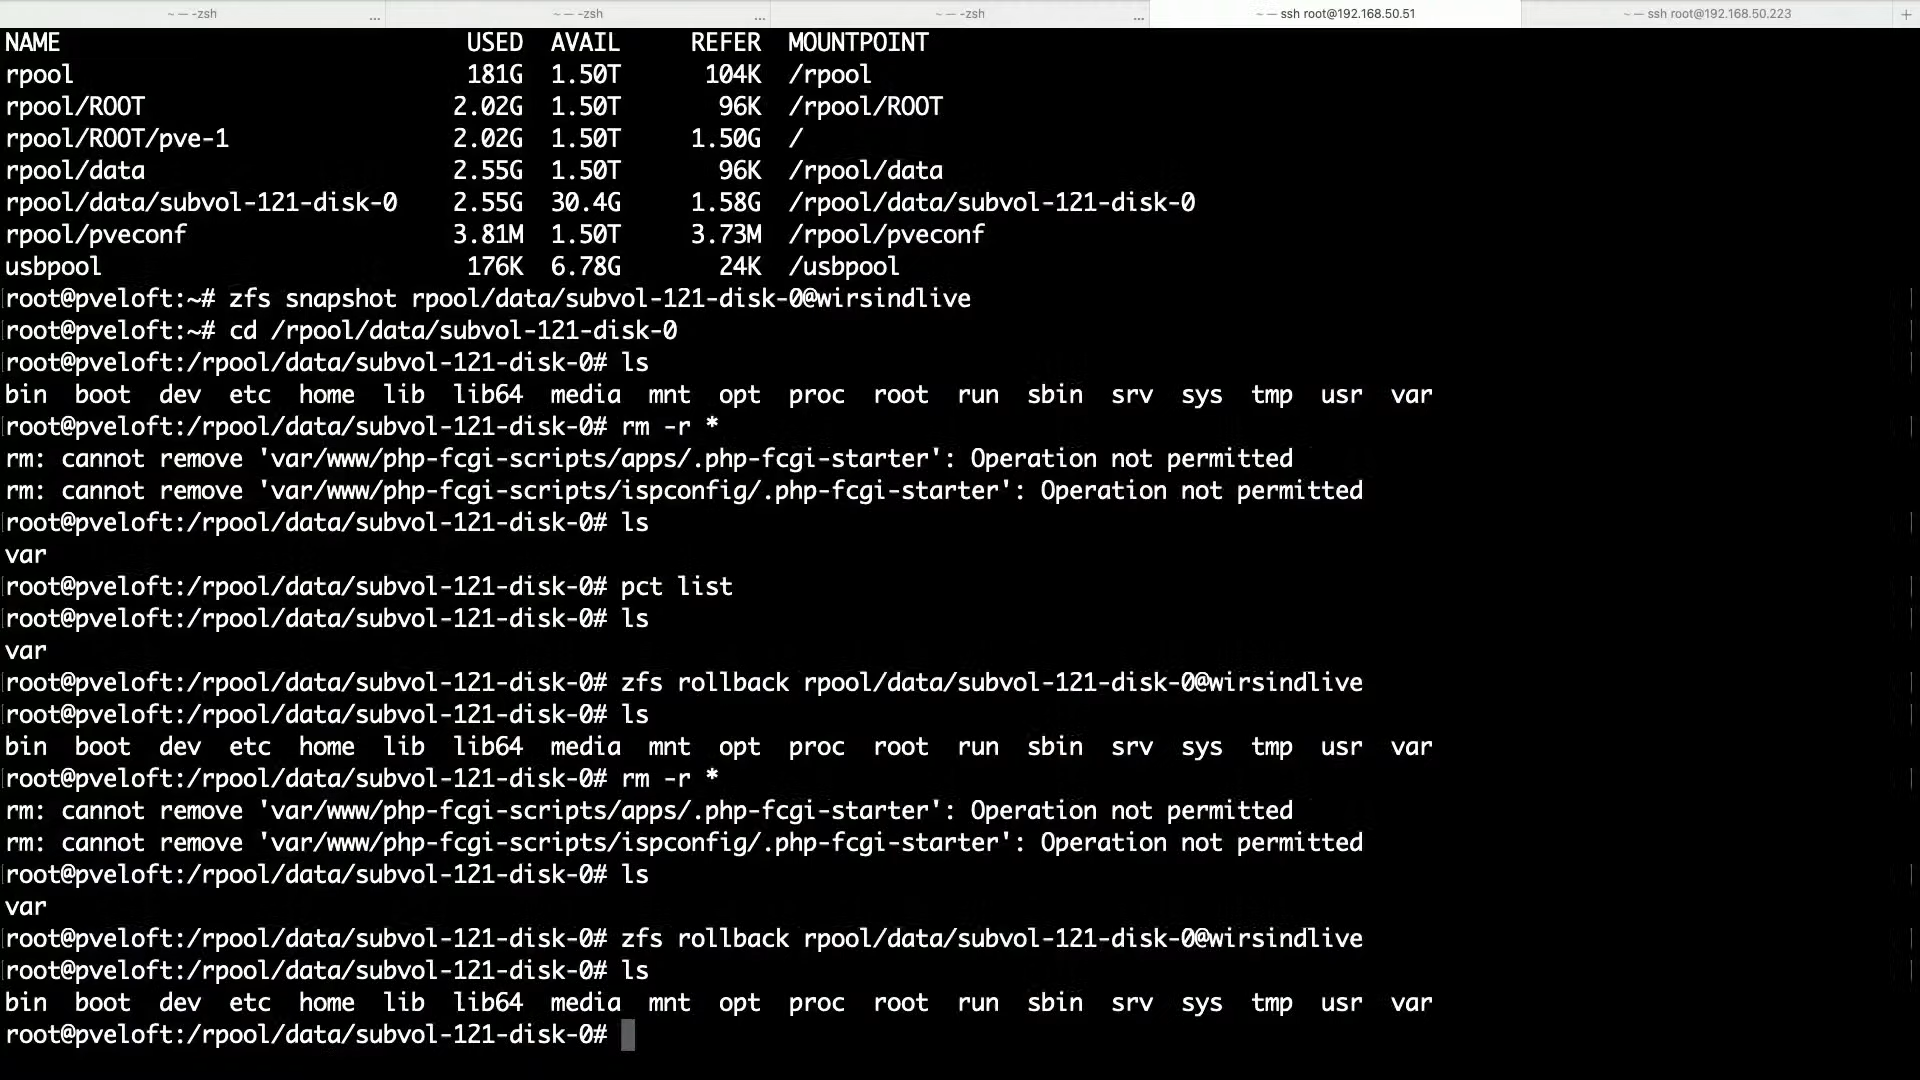 ~ — -zsh ... ~ — -zsh ... ~ — -zsh ... ~ — ssh root@192.168.50.51 ~ — ssh root@192.168.50.223 +
NAME USED AVAIL REFER MOUNTPOINT
rpool 181G 1.50T 104K /rpool
rpool/ROOT 2.02G 1.50T 96K /rpool/ROOT
rpool/ROOT/pve-1 2.02G 1.50T 1.50G /
rpool/data 2.55G 1.50T 96K /rpool/data
rpool/data/subvol-121-disk-0 2.55G 30.4G 1.58G /rpool/data/subvol-121-disk-0
rpool/pveconf 3.81M 1.50T 3.73M /rpool/pveconf
usbpool 176K 6.78G 24K /usbpool
root@pveloft:~# zfs snapshot rpool/data/subvol-121-disk-0@wirsindlive
root@pveloft:~# cd /rpool/data/subvol-121-disk-0
root@pveloft:/rpool/data/subvol-121-disk-0# ls
bin boot dev etc home lib lib64 media mnt opt proc root run sbin srv sys tmp usr var
root@pveloft:/rpool/data/subvol-121-disk-0# rm -r *
rm: cannot remove 'var/www/php-fcgi-scripts/apps/.php-fcgi-starter': Operation not permitted
rm: cannot remove 'var/www/php-fcgi-scripts/ispconfig/.php-fcgi-starter': Operation not permitted
root@pveloft:/rpool/data/subvol-121-disk-0# ls
var
root@pveloft:/rpool/data/subvol-121-disk-0# pct list
root@pveloft:/rpool/data/subvol-121-disk-0# ls
var
root@pveloft:/rpool/data/subvol-121-disk-0# zfs rollback rpool/data/subvol-121-disk-0@wirsindlive
root@pveloft:/rpool/data/subvol-121-disk-0# ls
bin boot dev etc home lib lib64 media mnt opt proc root run sbin srv sys tmp usr var
root@pveloft:/rpool/data/subvol-121-disk-0# rm -r *
rm: cannot remove 'var/www/php-fcgi-scripts/apps/.php-fcgi-starter': Operation not permitted
rm: cannot remove 'var/www/php-fcgi-scripts/ispconfig/.php-fcgi-starter': Operation not permitted
root@pveloft:/rpool/data/subvol-121-disk-0# ls
var
root@pveloft:/rpool/data/subvol-121-disk-0# zfs rollback rpool/data/subvol-121-disk-0@wirsindlive
root@pveloft:/rpool/data/subvol-121-disk-0# ls
bin boot dev etc home lib lib64 media mnt opt proc root run sbin srv sys tmp usr var
root@pveloft:/rpool/data/subvol-121-disk-0#